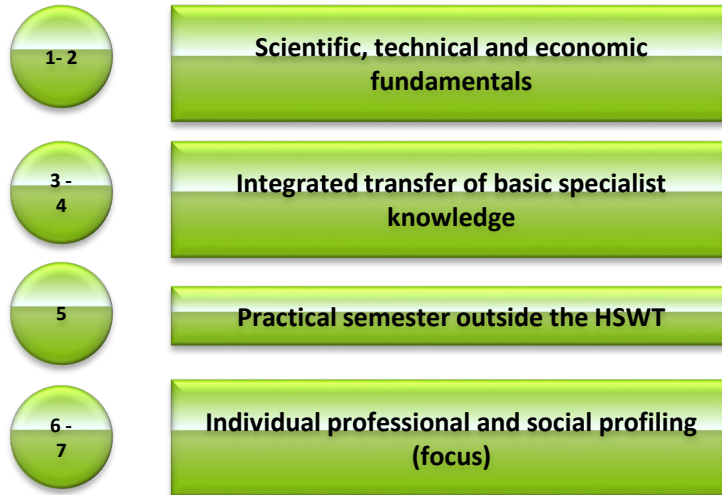 1- 2
Scientific, technical and economic
fundamentals
3 -
4
Integrated transfer of basic specialist
knowledge
5
Practical semester outside the HSWT
6 -
7
Individual professional and social profiling
(focus)